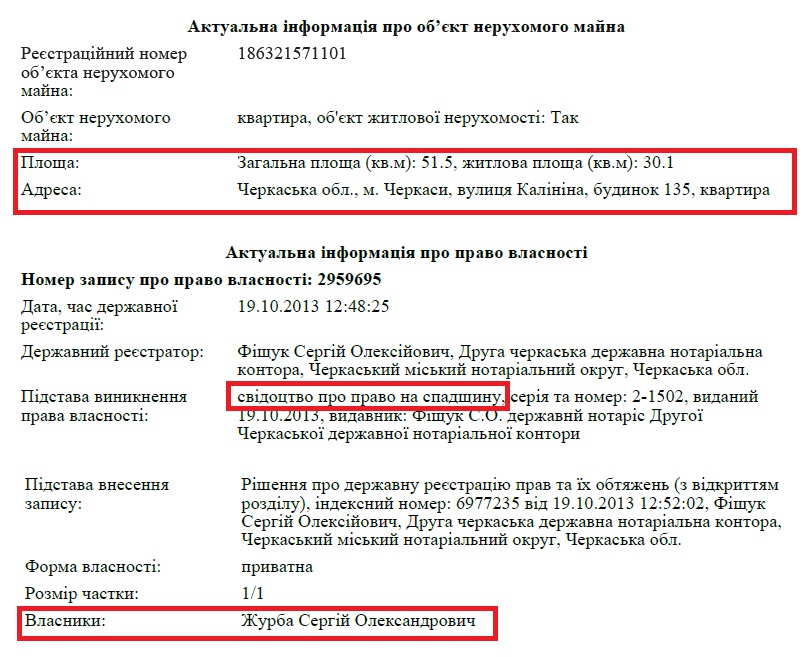 Актуальна інформація про об’єкт нерухомого майна
Реєстраційний номер об’єкта нерухомого майна: 186321571101
Об’єкт нерухомого майна: квартира, об'єкт житлової нерухомості: Так
Площа: Загальна площа (кв.м): 51.5, житлова площа (кв.м): 30.1
Адреса: Черкаська обл., м. Черкаси, вулиця Калініна, будинок 135, квартира
Актуальна інформація про право власності
Номер запису про право власності: 2959695
Дата, час державної реєстрації: 19.10.2013 12:48:25
Державний реєстратор: Фіщук Сергій Олексійович, Друга черкаська державна нотаріальна
контора, Черкаський міський нотаріальний округ, Черкаська обл.
Підстава виникнення права власності: свідоцтво про право на спадщину, серія та номер: 2-1502, виданий
19.10.2013, видавник: Фіщук С.О. державнй нотаріс Другої
Черкаської державної нотаріальної контори
Підстава внесення запису: Рішення про державну реєстрацію прав та їх обтяжень (з відкриттям
розділу), індексний номер: 6977235 від 19.10.2013 12:52:02, Фіщук
Сергій Олексійович, Друга черкаська державна нотаріальна контора,
Черкаський міський нотаріальний округ, Черкаська обл.
Форма власності: приватна
Розмір частки: 1/1
Власники: Журба Сергій Олександрович